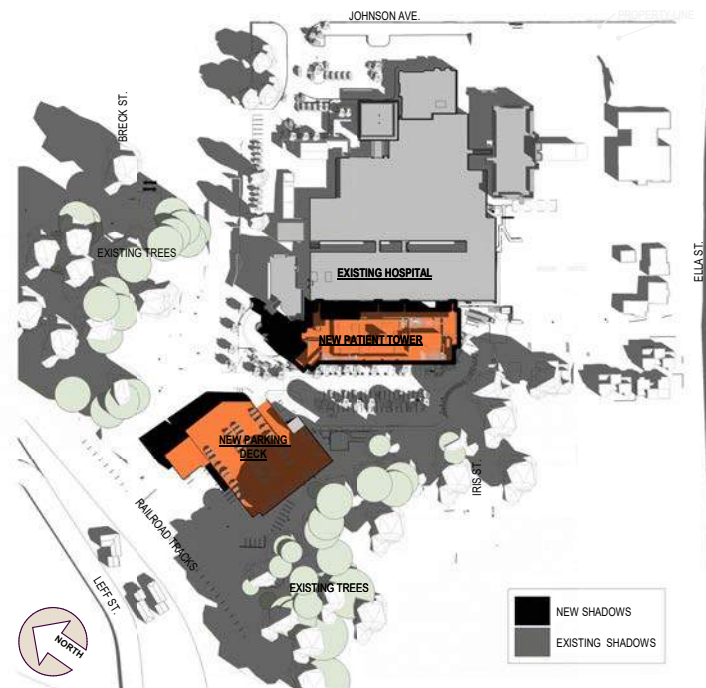 JOHNSON AVE.
PROPERTY LINE
BRECK ST.
EXISTING TREES
ELLA ST.
EXISTING HOSPITAL
NEW PATIENT TOWER
NEW PARKING
DECK
IRIS ST.
RAILROAD TRACKS
LEFF ST.
EXISTING TREES
NORTH
NEW SHADOWS
EXISTING SHADOWS